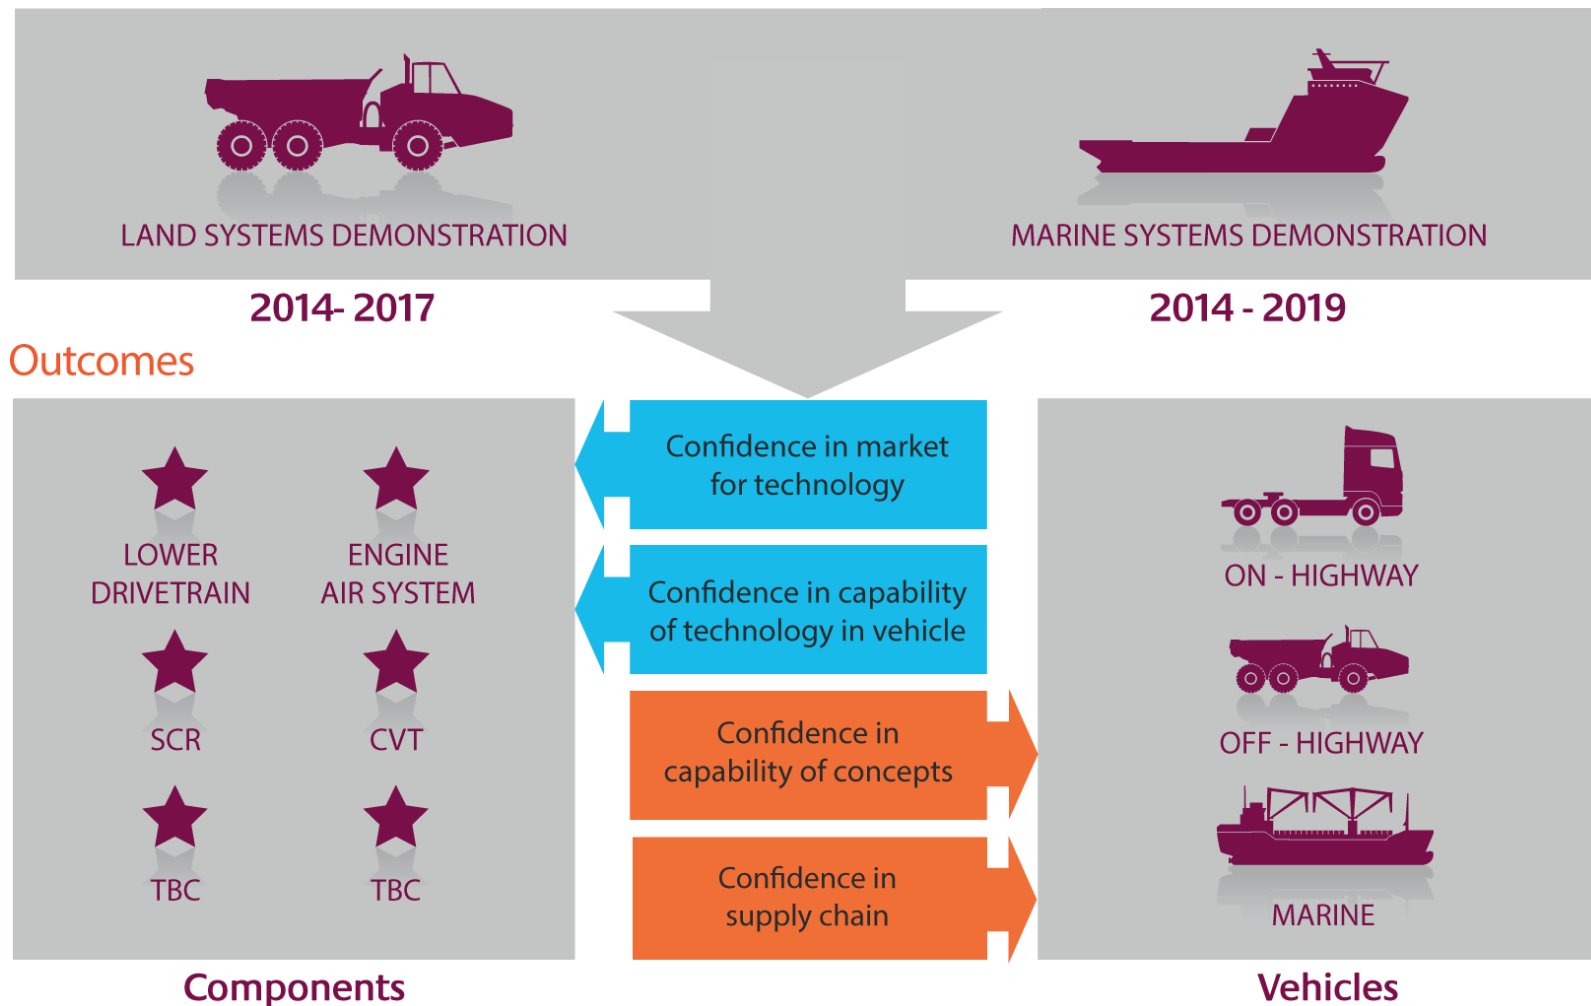 LAND SYSTEMS DEMONSTRATION
MARINE SYSTEMS DEMONSTRATION
2014- 2017
2014 - 2019
Outcomes
LOWER
DRIVETRAIN
ENGINE
AIR SYSTEM
SCR
CVT
TBC
TBC
Components
Confidence in market
for technology
Confidence in capability
of technology in vehicle
Confidence in
capability of concepts
Confidence in
supply chain
ON - HIGHWAY
OFF - HIGHWAY
MARINE
Vehicles